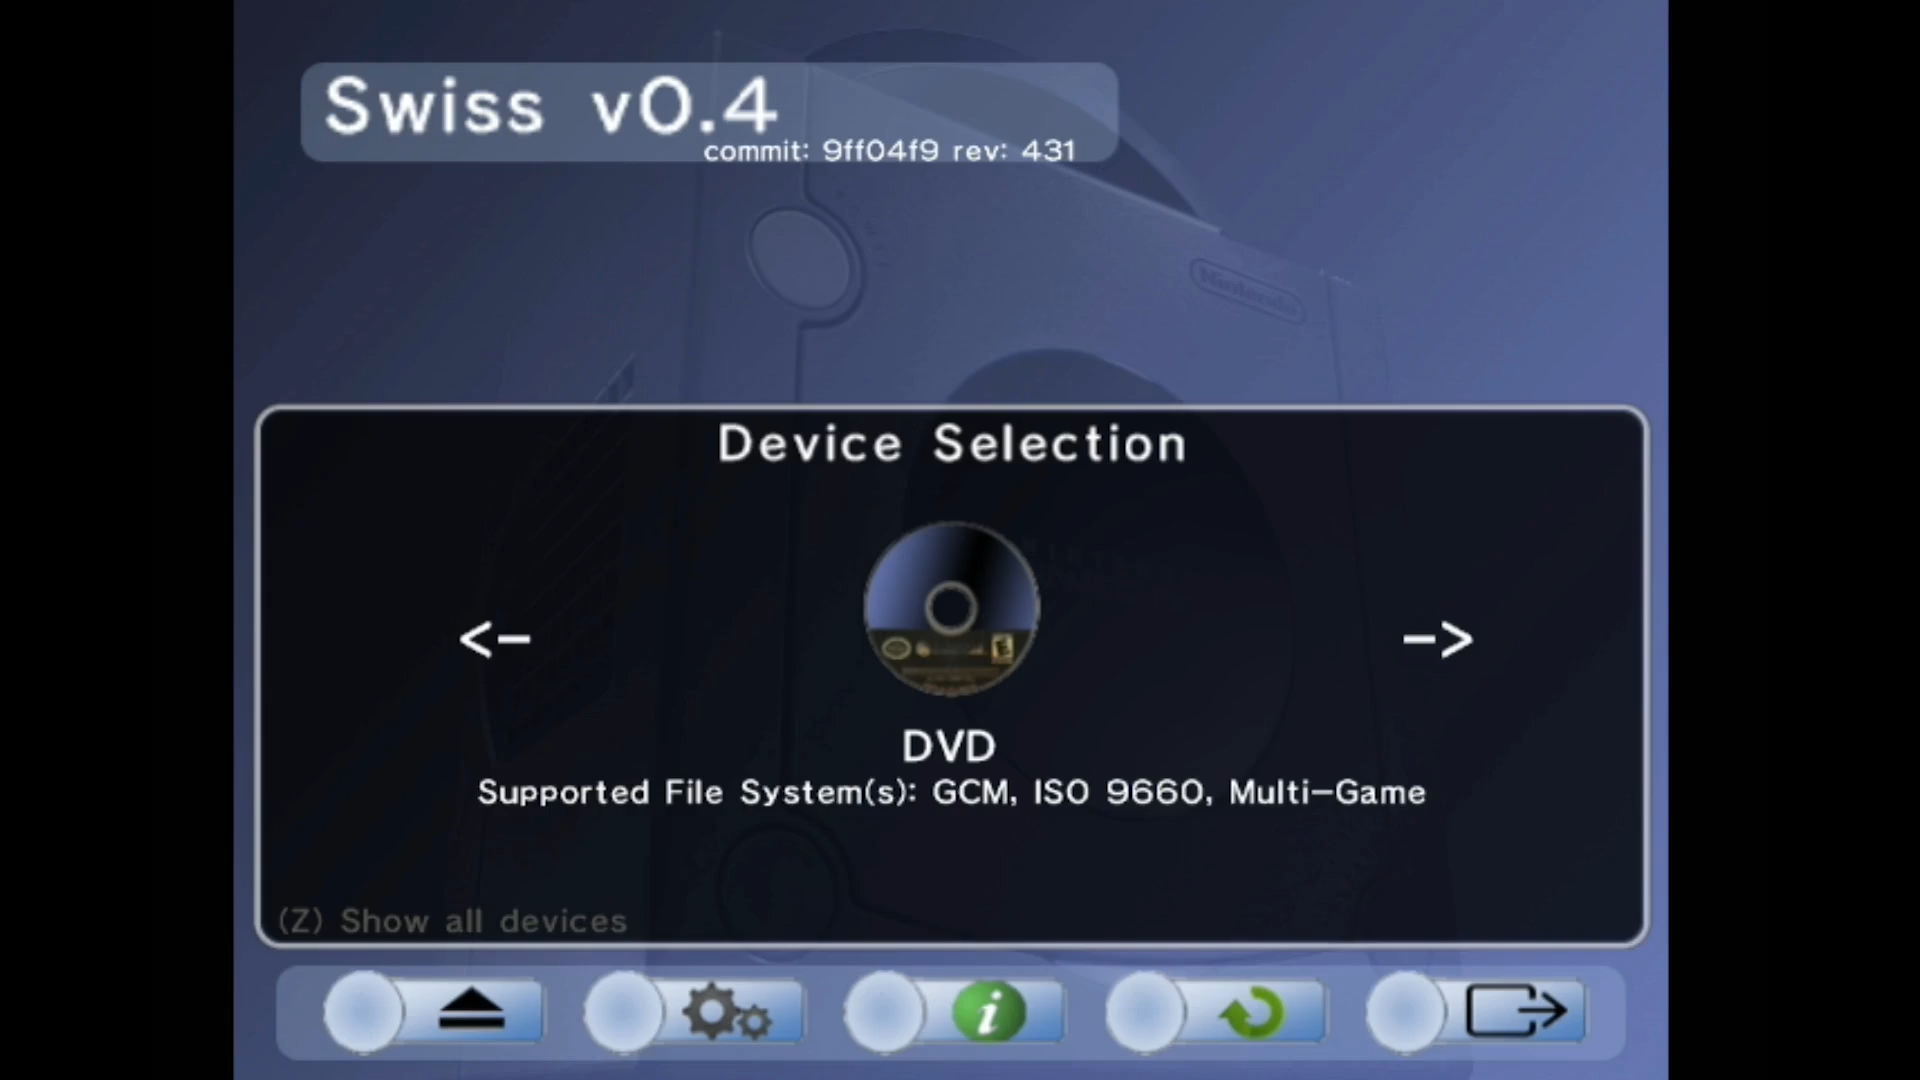 Swiss v0.4
commit: 9ff04f9 rev: 431
Nintendo
Device Selection
<-
->
DVD
Supported File System(s): GCM, ISO 9660, Multi-Game
(Z) Show all devices